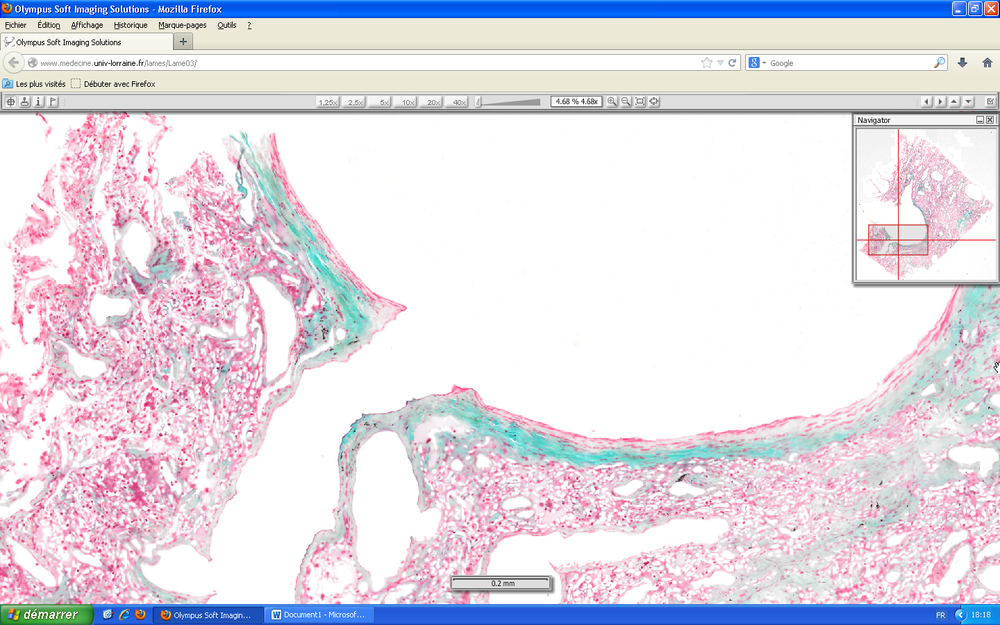 Olympus Soft Imaging Solutions - Mozilla Firefox
Fichier Édition Affichage Historique Marque-pages Outils ?
Olympus Soft Imaging Solutions
www.medecine.univ-lorraine.fr/lames/Lame03/
Google
Les plus visités Débuter avec Firefox
1,25x 2,5x 5x 10x 20x 40x 4.68 % 4.68x
Navigator
0.2 mm
démarrer Olympus Soft Imagin... Document1 - Microsof... FR 18:18